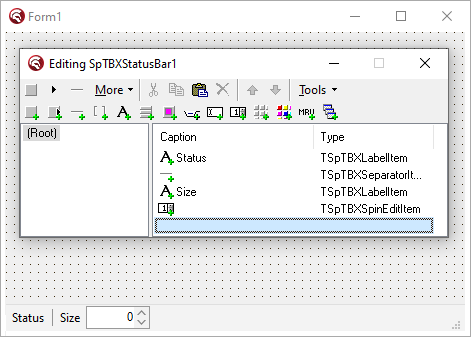 Form1
Editing SpTBXStatusBar1
More Tools
MRU
(Root)
Caption Type
Status TSpTBXLabelItem
TSpTBXSeparatorIt...
Size TSpTBXLabelItem
TSpTBXSpinEditItem
Status Size 0